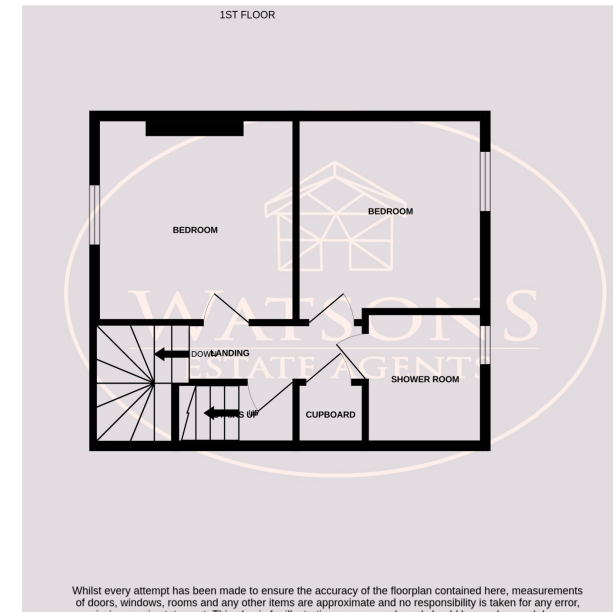 1ST FLOOR
BEDROOM
BEDROOM
WATSONS
DOWN
LANDING
ESTATE AGENTS
SHOWER ROOM
STAIRS UP
CUPBOARD
Whilst every attempt has been made to ensure the accuracy of the floorplan contained here, measurements
of doors, windows, rooms and any other items are approximate and no responsibility is taken for any error,